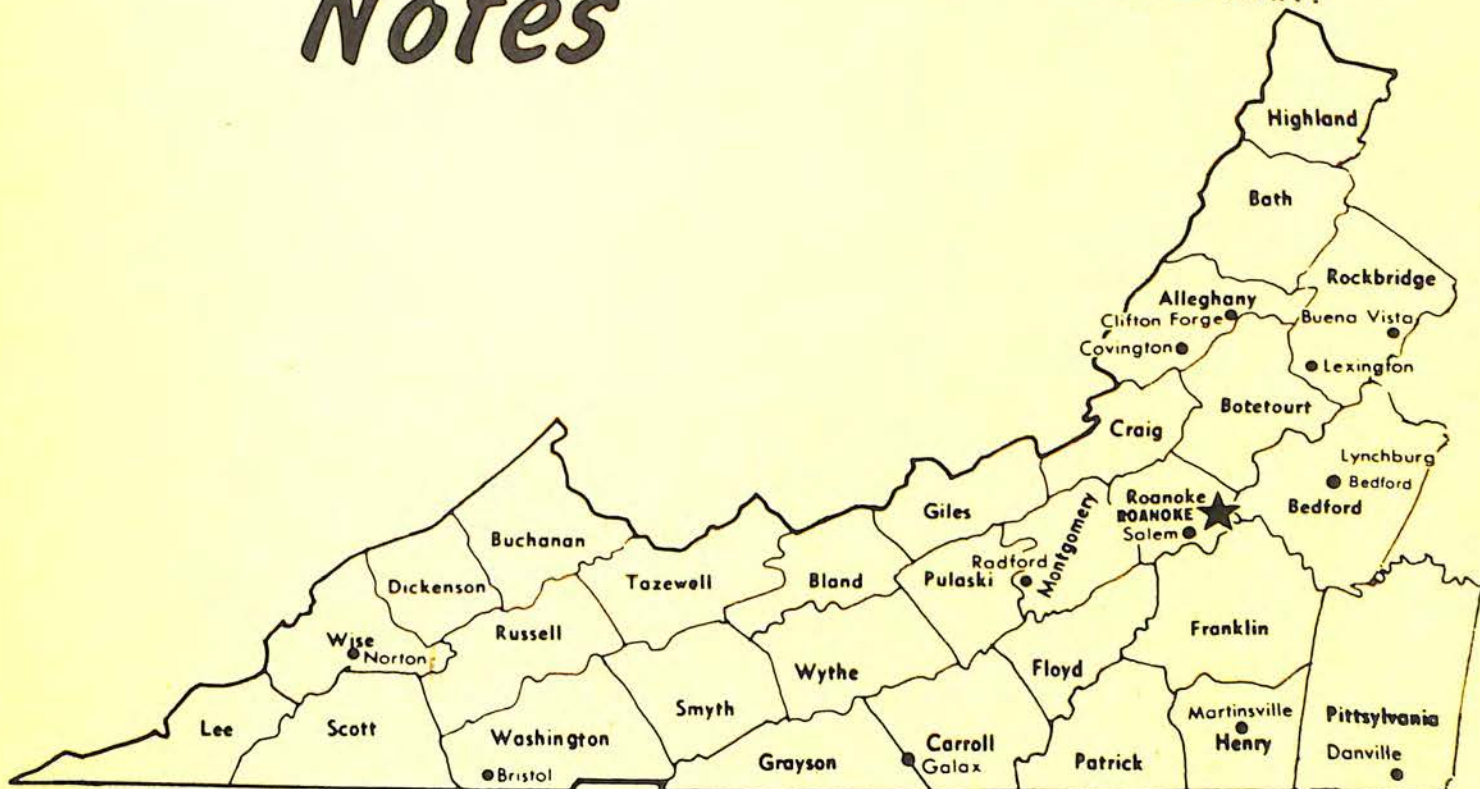 Notes
Highland
Bath
Rockbridge
Alleghany
Clifton Forge
Buena Vista
Covington
Lexington
Botetourt
Craig
Lynchburg
Bedford
Bedford
Roanoke
ROANOKE
Salem
Giles
Montgomery
Radford
Pulaski
Buchanan
Dickenson
Tazewell
Bland
Russell
Wise
Norton
Franklin
Floyd
Wythe
Smyth
Lee
Scott
Washington
Bristol
Grayson
Carroll
Galax
Patrick
Martinsville
Henry
Pittsylvania
Danville